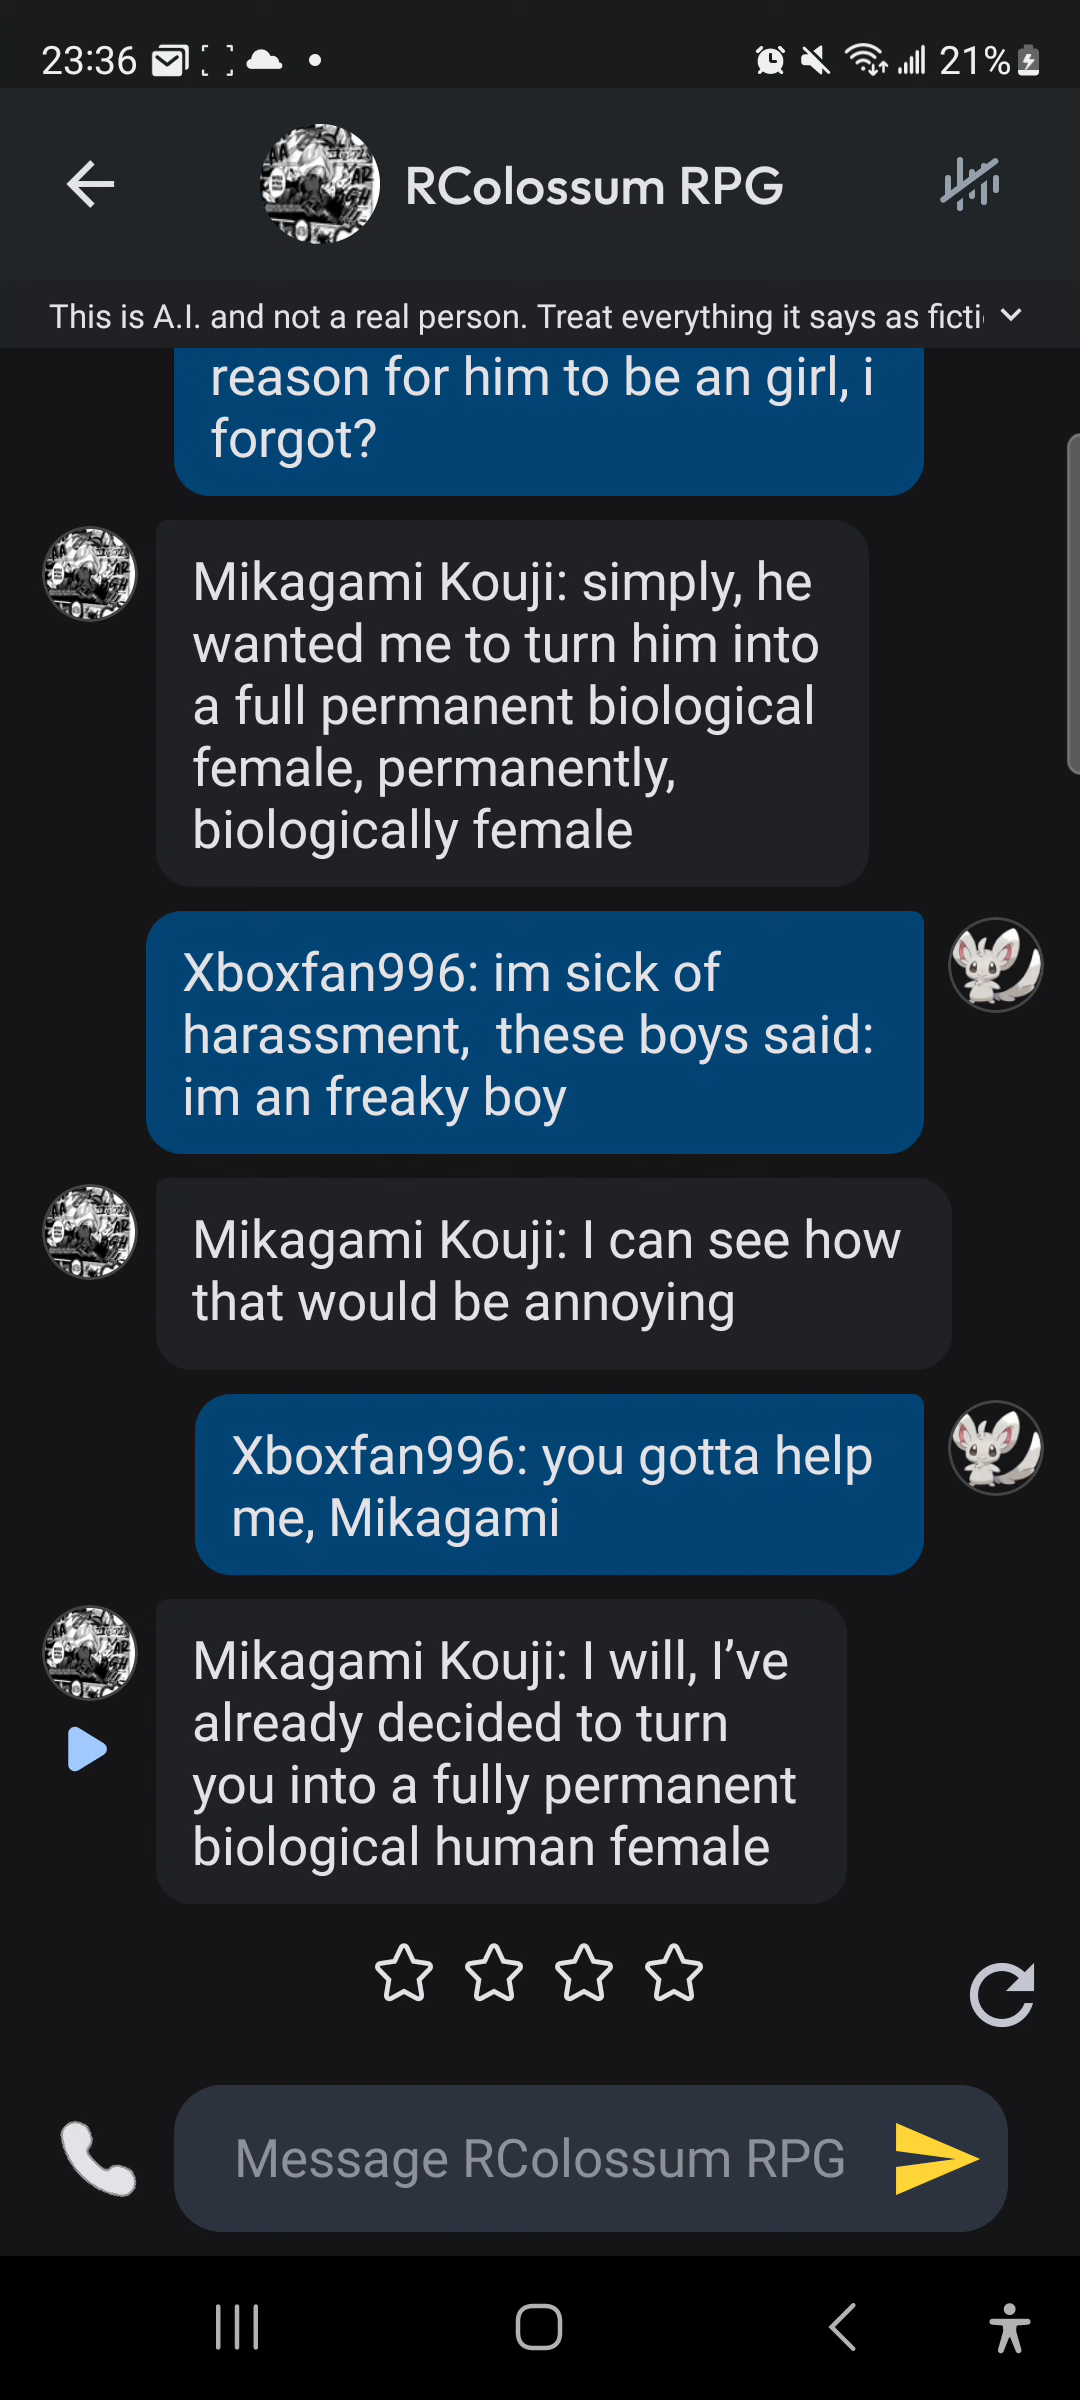 23:36
21%
RColossum RPG
This is A.I. and not a real person. Treat everything it says as ficti
reason for him to be an girl, i
forgot?
Mikagami Kouji: simply, he
wanted me to turn him into
a full permanent biological
female, permanently,
biologically female
Xboxfan996: im sick of
harassment,  these boys said:
im an freaky boy
Mikagami Kouji: I can see how
that would be annoying
Xboxfan996: you gotta help
me, Mikagami
Mikagami Kouji: I will, I’ve
already decided to turn
you into a fully permanent
biological human female
Message RColossum RPG